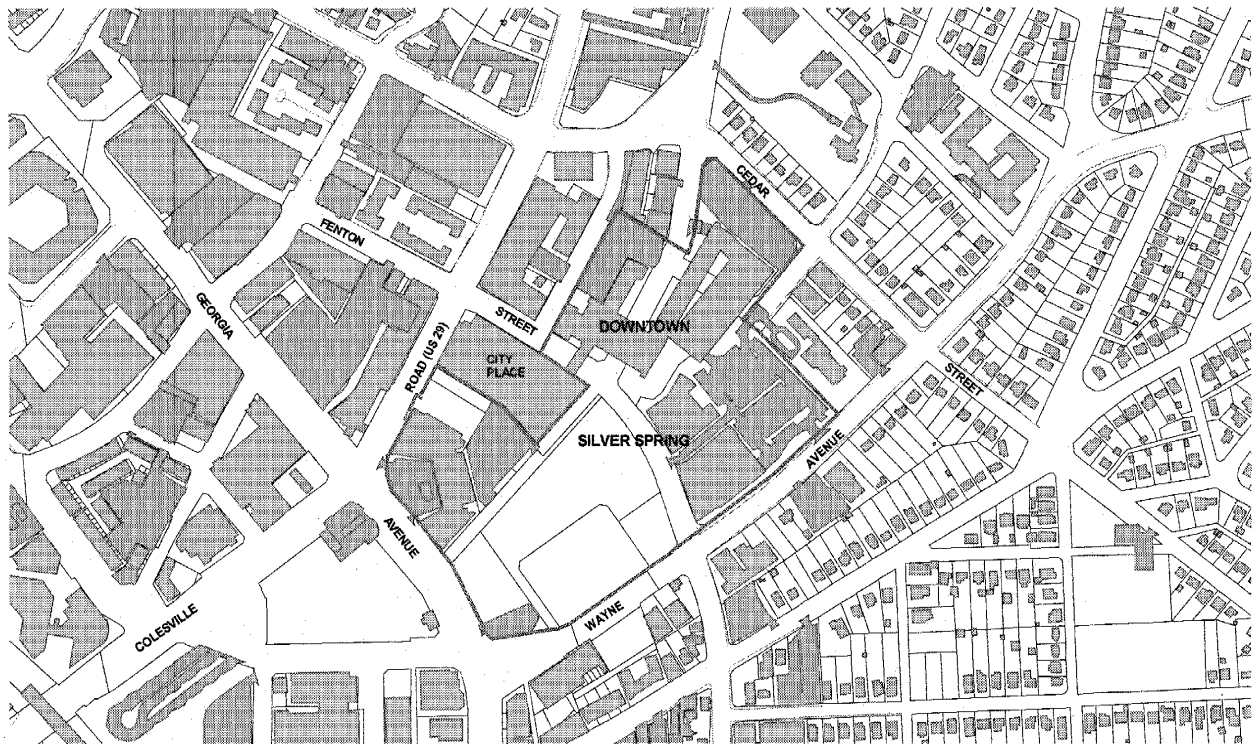 CEDAR
FENTON
STREET
GEORGIA
DOWNTOWN
ROAD (US 29)
CITY
PLACE
STREET
SILVER SPRING
AVENUE
AVENUE
WAYNE
COLESVILLE